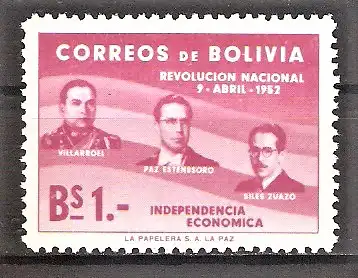 CORREOS DE BOLIVIA
REVOLUCION NACIONAL
9 - ABRIL - 1952
VILLARROEL
PAZ ESTENSSORO
SILES ZUAZO
BS 1.-
INDEPENDENCIA
ECONOMICA
LA PAPELERA S. A. LA PAZ